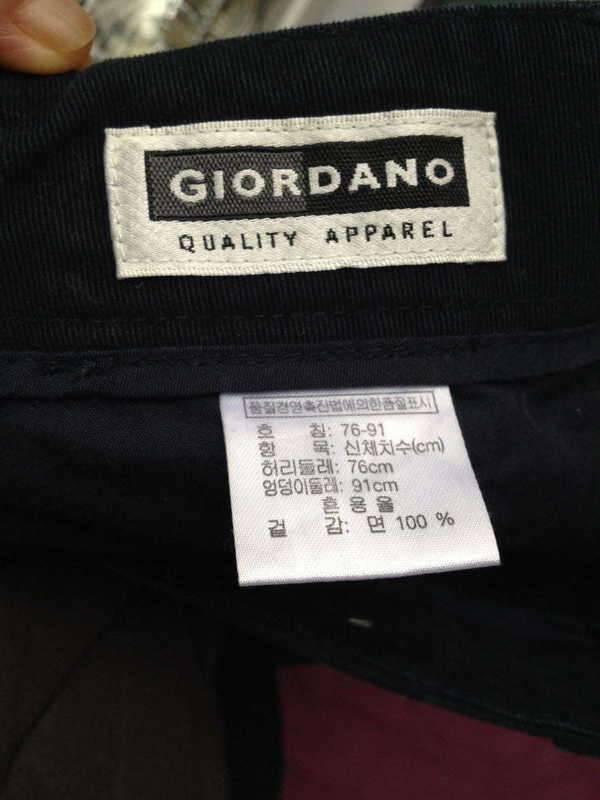 GIORDANO
QUALITY APPAREL
품질경영촉진법에의한품질표시
호 칭: 76-91
항 목: 신체치수(cm)
허리둘레: 76cm
엉덩이둘레: 91cm
혼 용 율
겉 감: 면 100 %